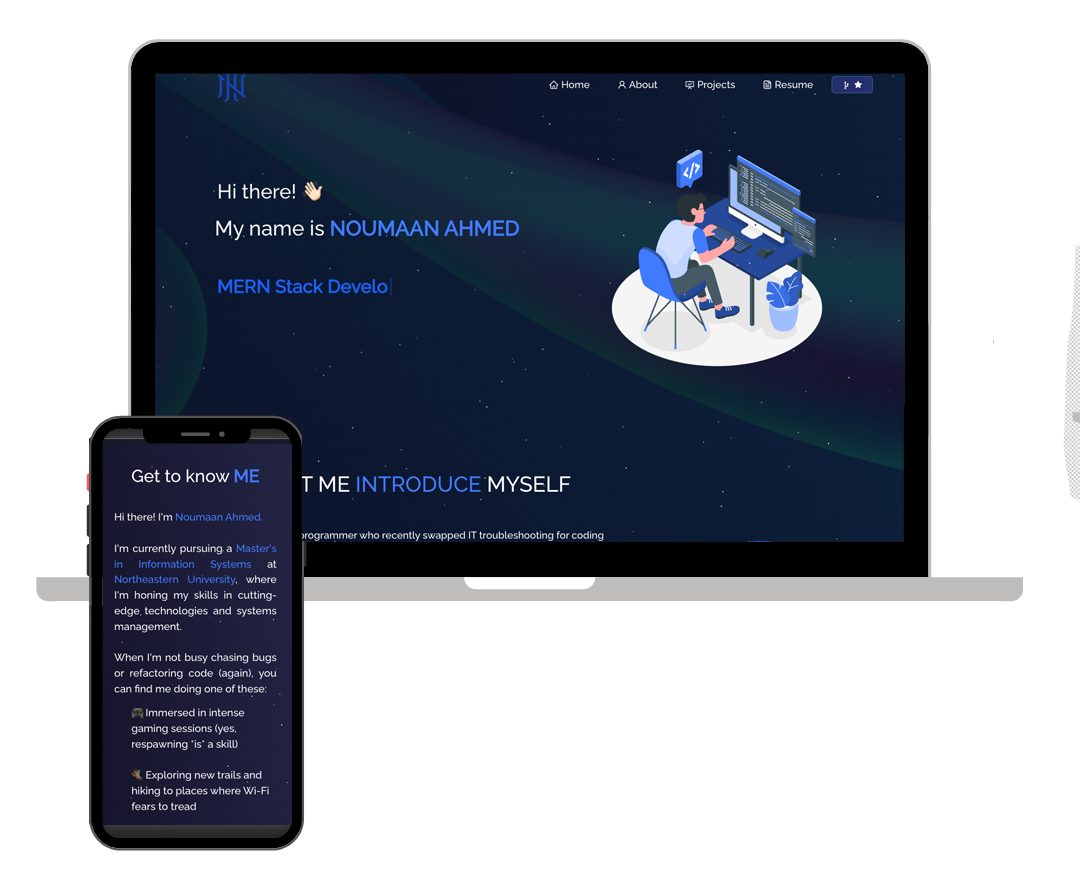 Home About Projects Resume
Hi there! 👋🏻
My name is NOUMAAN AHMED
MERN Stack Develo|
T ME INTRODUCE MYSELF
programmer who recently swapped IT troubleshooting for coding
Get to know ME
Hi there! I'm Noumaan Ahmed.
I'm currently pursuing a Master's
in Information Systems at
Northeastern University, where
I'm honing my skills in cutting-
edge technologies and systems
management.
When I'm not busy chasing bugs
or refactoring code (again), you
can find me doing one of these:
🎮 Immersed in intense
gaming sessions (yes,
respawning *is* a skill)
🥾 Exploring new trails and
hiking to places where Wi-Fi
fears to tread